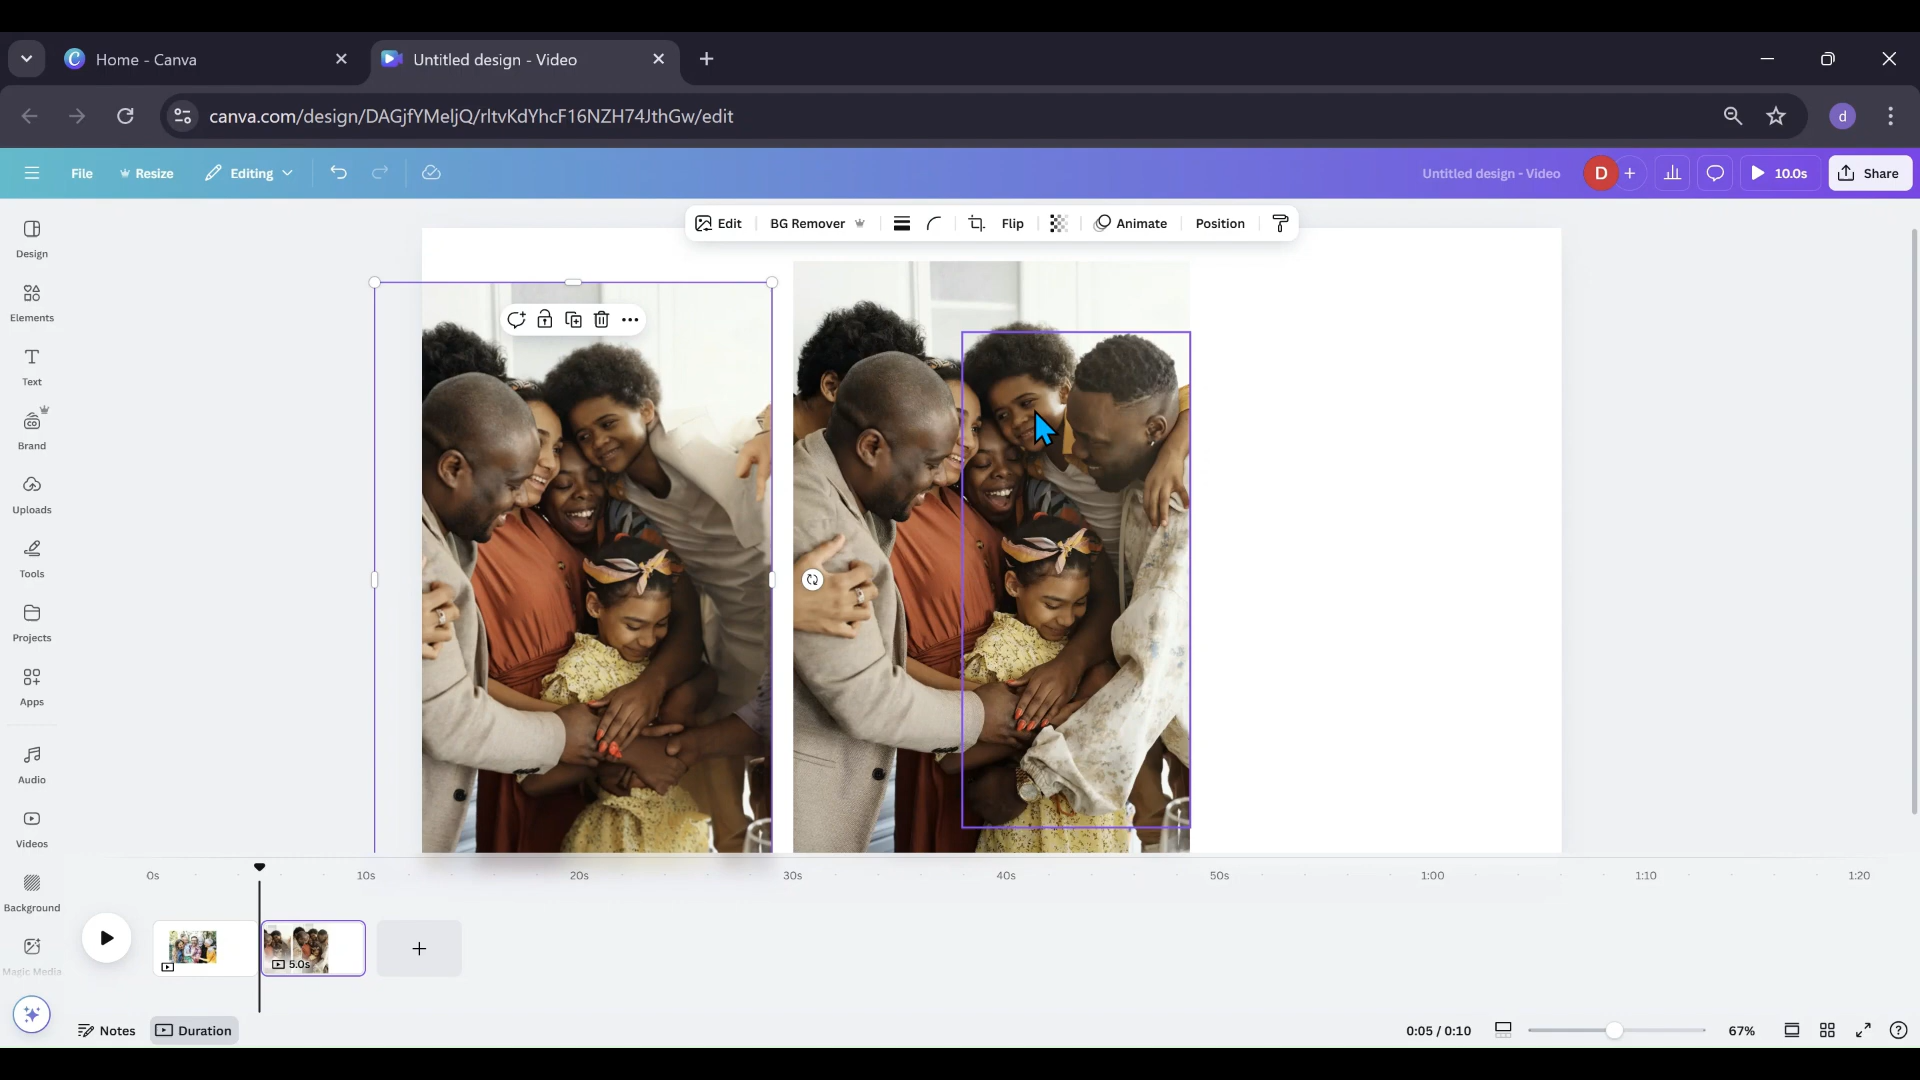 Home - Canva
Untitled design - Video
canva.com/design/DAGjfYMeljQ/rltvKdYhcF16NZH74JthGw/edit
d
File
Resize
Editing
Untitled design - Video
D
+
10.0s
Share
Edit
BG Remover
Flip
Animate
Position
Design
Elements
Text
Brand
Uploads
Tools
Projects
Apps
Audio
Videos
Background
Magic Media
0s
10s
20s
30s
40s
50s
1:00
1:10
1:20
5.0s
+
Notes
Duration
0:05 / 0:10
67%